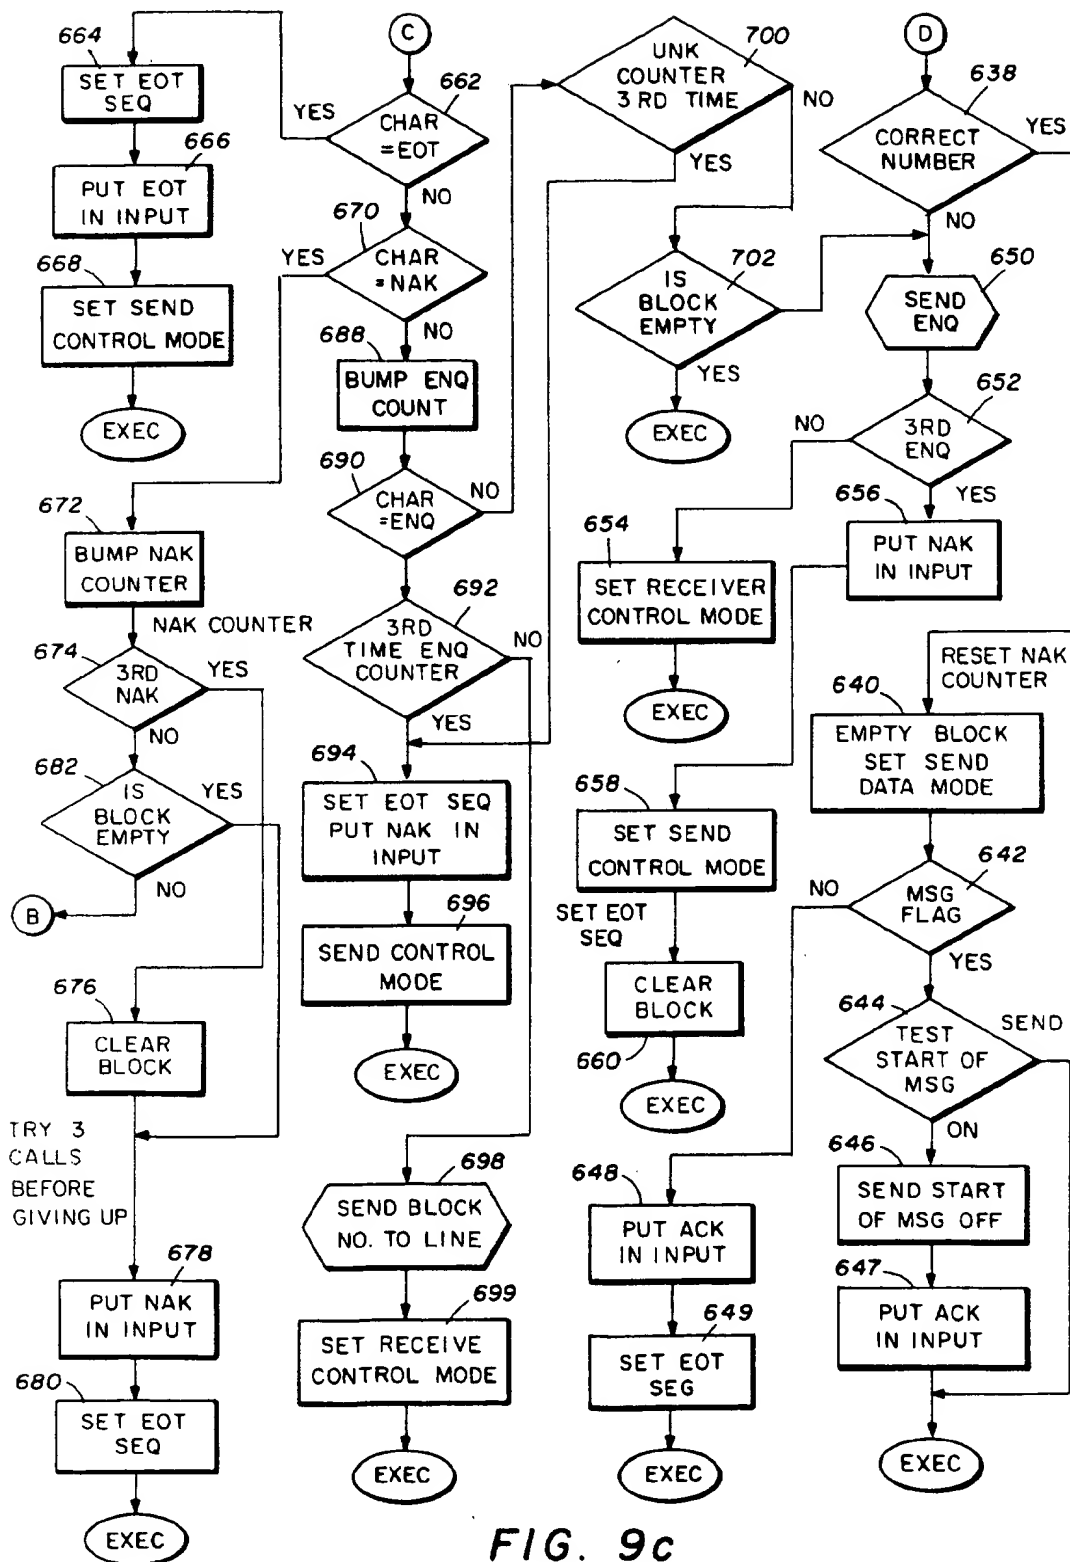 C
662
CHAR
=EOT
YES
NO
664
SET EOT
SEQ
666
PUT EOT
IN INPUT
668
SET SEND
CONTROL MODE
EXEC
670
CHAR
=NAK
YES
NO
672
BUMP NAK
COUNTER
NAK COUNTER
674
3RD
NAK
YES
NO
682
IS
BLOCK
EMPTY
YES
NO
B
676
CLEAR
BLOCK
TRY 3
CALLS
BEFORE
GIVING UP
678
PUT NAK
IN INPUT
680
SET EOT
SEQ
EXEC
688
BUMP ENQ
COUNT
690
CHAR
=ENQ
NO
692
3RD
TIME ENQ
COUNTER
NO
YES
694
SET EOT SEQ
PUT NAK IN
INPUT
696
SEND CONTROL
MODE
EXEC
698
SEND BLOCK
NO. TO LINE
699
SET RECEIVE
CONTROL MODE
EXEC
700
UNK
COUNTER
3RD TIME
NO
YES
702
IS
BLOCK
EMPTY
YES
EXEC
D
638
CORRECT
NUMBER
YES
NO
650
SEND
ENQ
652
3RD
ENQ
NO
YES
654
SET RECEIVER
CONTROL MODE
EXEC
656
PUT NAK
IN INPUT
658
SET SEND
CONTROL MODE
SET EOT
SEQ
CLEAR
BLOCK
660
EXEC
RESET NAK
COUNTER
640
EMPTY BLOCK
SET SEND
DATA MODE
642
MSG
FLAG
NO
YES
644
TEST
START OF
MSG
SEND
ON
646
SEND START
OF MSG OFF
647
PUT ACK
IN INPUT
EXEC
648
PUT ACK
IN INPUT
649
SET EOT
SEG
EXEC
FIG. 9c